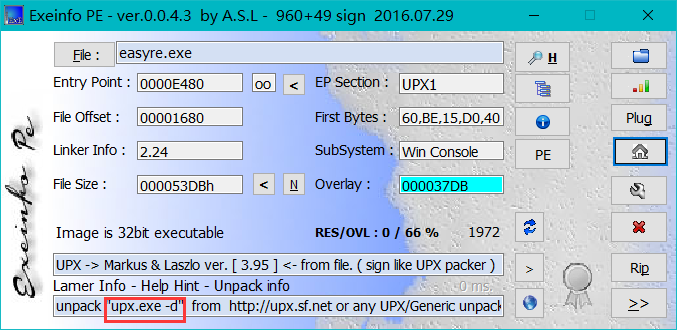 Exeinfo PE - ver.0.0.4.3 by A.S.L - 960+49 sign 2016.07.29
File : easyre.exe H
Entry Point : 0000E480 oo < EP Section : UPX1
File Offset : 00001680 First Bytes : 60,BE,15,D0,40 Plug
Linker Info : 2.24 SubSystem : Win Console PE
File Size : 000053DBh < N Overlay : 000037DB
Image is 32bit executable RES/OVL : 0 / 66 % 1972
UPX -> Markus & Laszlo ver. [ 3.95 ] <- from file. ( sign like UPX packer ) > Rip
Lamer Info - Help Hint - Unpack info 0 ms.
unpack "upx.exe -d" from http://upx.sf.net or any UPX/Generic unpack >>
Exeinfo Pe